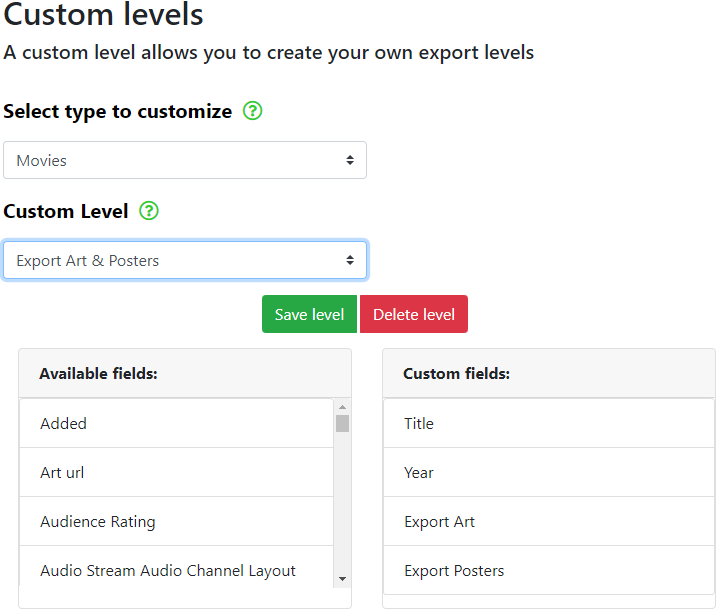 Custom levels
A custom level allows you to create your own export levels
Select type to customize ?
Movies
Custom Level ?
Export Art & Posters
Save level Delete level
Available fields: Custom fields:
Added Title
Art url Year
Audience Rating Export Art
Audio Stream Audio Channel Layout Export Posters